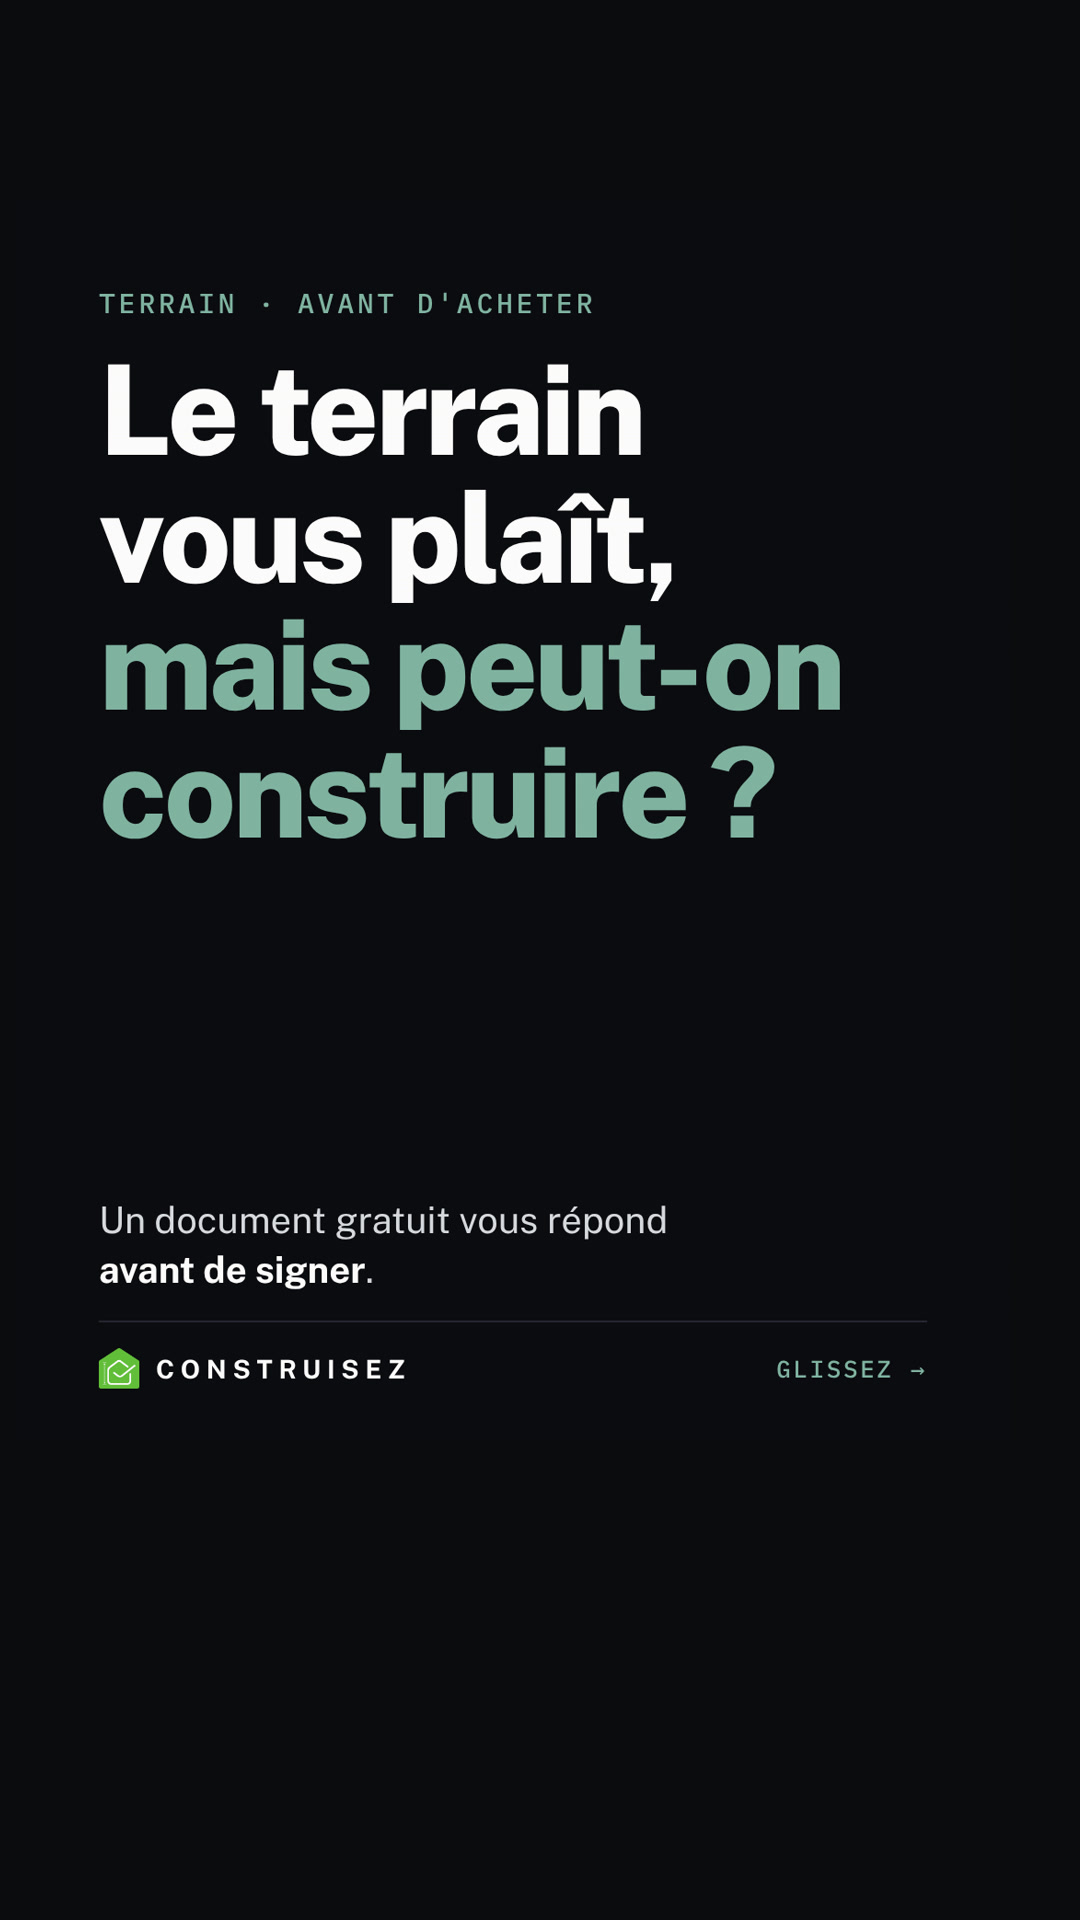 TERRAIN · AVANT D'ACHETER
Le terrain
vous plaît,
mais peut-on
construire ?
Un document gratuit vous répond
avant de signer.
CONSTRUISEZ
GLISSEZ →